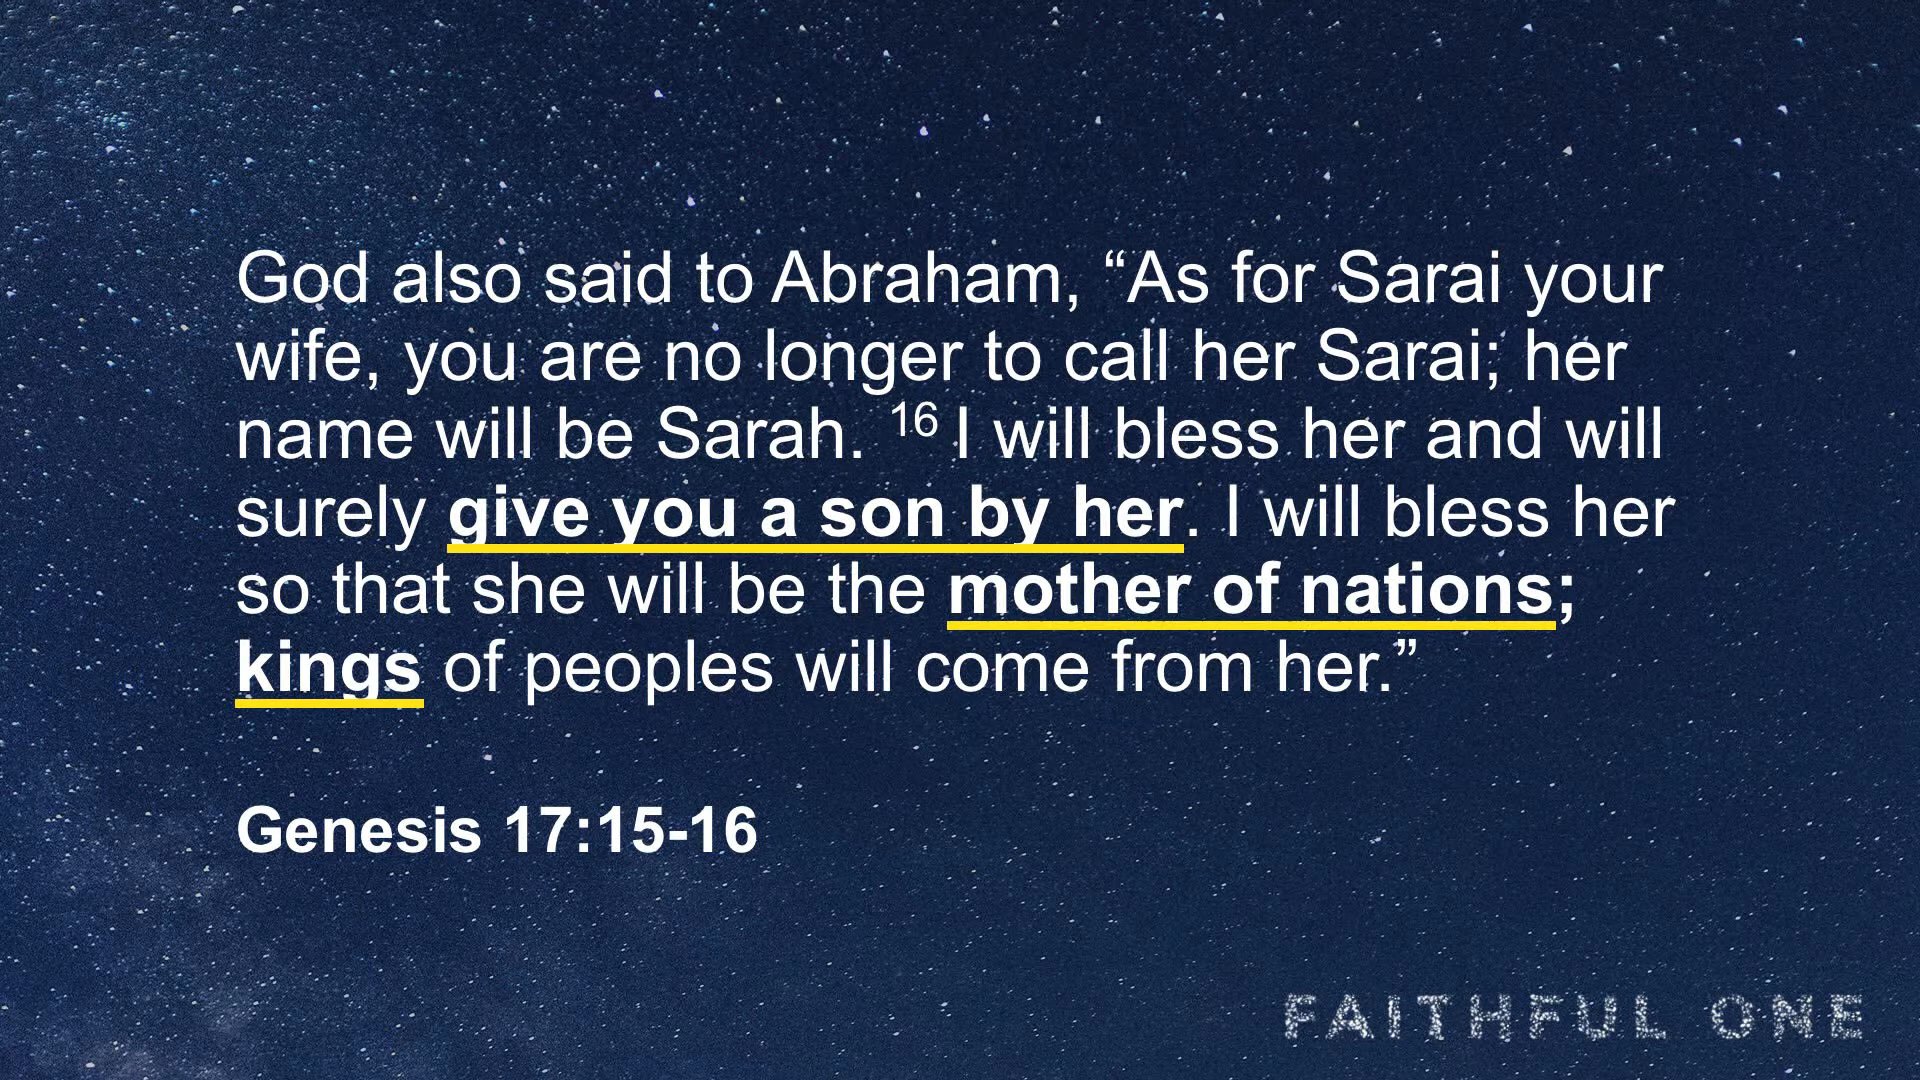 God also said to Abraham, “As for Sarai your
wife, you are no longer to call her Sarai; her
name will be Sarah. 16 I will bless her and will
surely give you a son by her. I will bless her
so that she will be the mother of nations;
kings of peoples will come from her.”
Genesis 17:15-16
FAITHFUL ONE